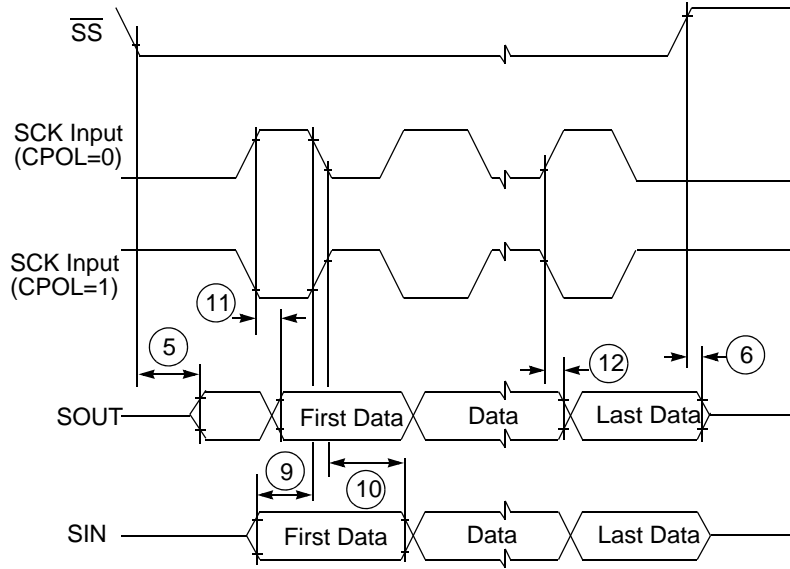 SS
SCK Input
(CPOL=0)
SCK Input
(CPOL=1)
11
5
12
6
SOUT
First Data
Data
Last Data
9
10
SIN
First Data
Data
Last Data